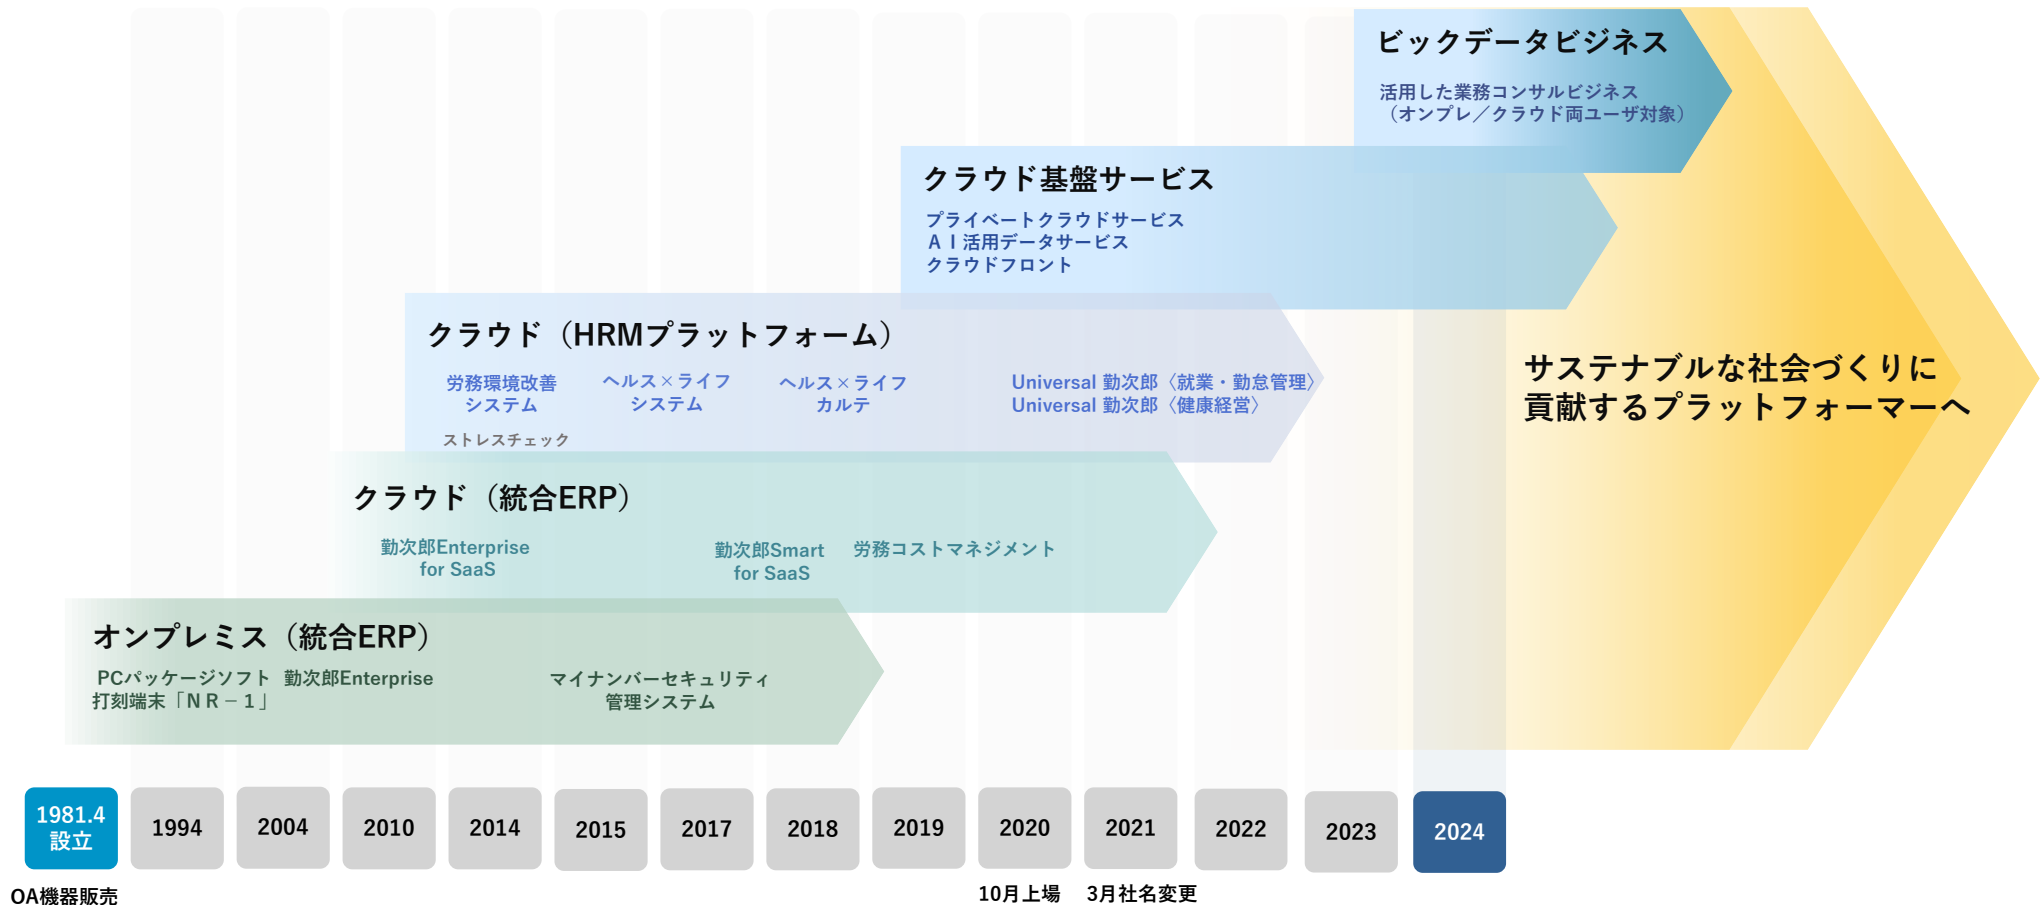 ビックデータビジネス
活用した業務コンサルビジネス
（オンプレ／クラウド両ユーザ対象）
クラウド基盤サービス
プライベートクラウドサービス
ＡＩ活用データサービス
クラウドフロント
クラウド（HRMプラットフォーム）
労務環境改善
システム
ストレスチェック
ヘルス×ライフ
システム
ヘルス×ライフ
カルテ
Universal 勤次郎〈就業・勤怠管理〉
Universal 勤次郎〈健康経営〉
サステナブルな社会づくりに
貢献するプラットフォーマーへ
クラウド（統合ERP）
勤次郎Enterprise
for SaaS
勤次郎Smart
for SaaS
労務コストマネジメント
オンプレミス（統合ERP）
PCパッケージソフト
打刻端末「ＮＲ－１」
勤次郎Enterprise
マイナンバーセキュリティ
管理システム
1981.4
設立
1994
2004
2010
2014
2015
2017
2018
2019
2020
2021
2022
2023
2024
OA機器販売
10月上場
3月社名変更